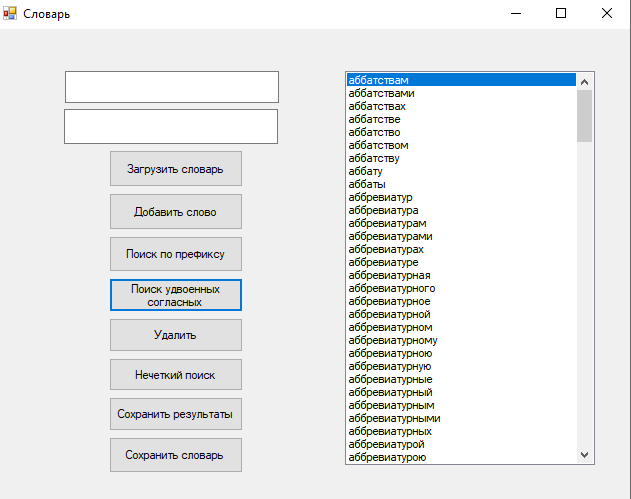 Словарь
Загрузить словарь
Добавить слово
Поиск по префиксу
Поиск удвоенных
согласных
Удалить
Нечеткий поиск
Сохранить результаты
Сохранить словарь
аббатствам
аббатствами
аббатствах
аббатстве
аббатство
аббатством
аббатству
аббату
аббаты
аббревиатур
аббревиатура
аббревиатурам
аббревиатурами
аббревиатурах
аббревиатуре
аббревиатурная
аббревиатурного
аббревиатурное
аббревиатурной
аббревиатурном
аббревиатурному
аббревиатурною
аббревиатурную
аббревиатурные
аббревиатурный
аббревиатурным
аббревиатурными
аббревиатурных
аббревиатурой
аббревиатурою